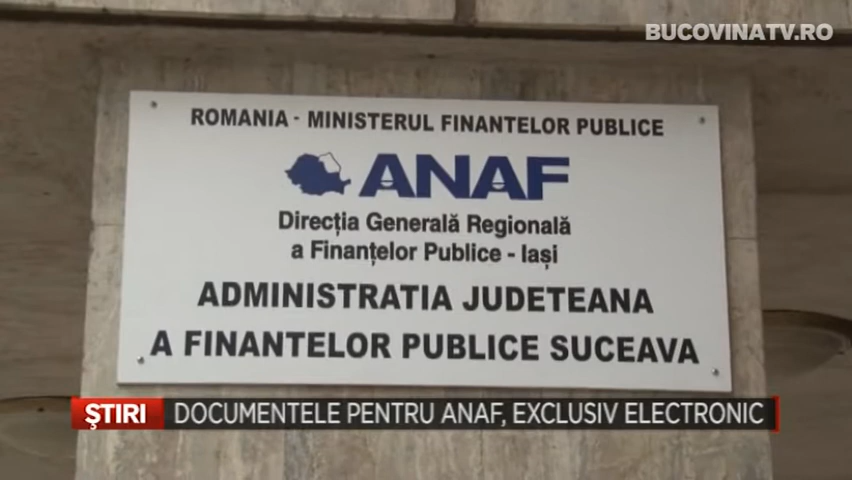 BUCOVINATV.RO
ROMANIA - MINISTERUL FINANTELOR PUBLICE
ANAF
Direcția Generală Regională
a Finanțelor Publice - Iași
ADMINISTRATIA JUDETEANA
A FINANTELOR PUBLICE SUCEAVA
ȘTIRI DOCUMENTELE PENTRU ANAF, EXCLUSIV ELECTRONIC